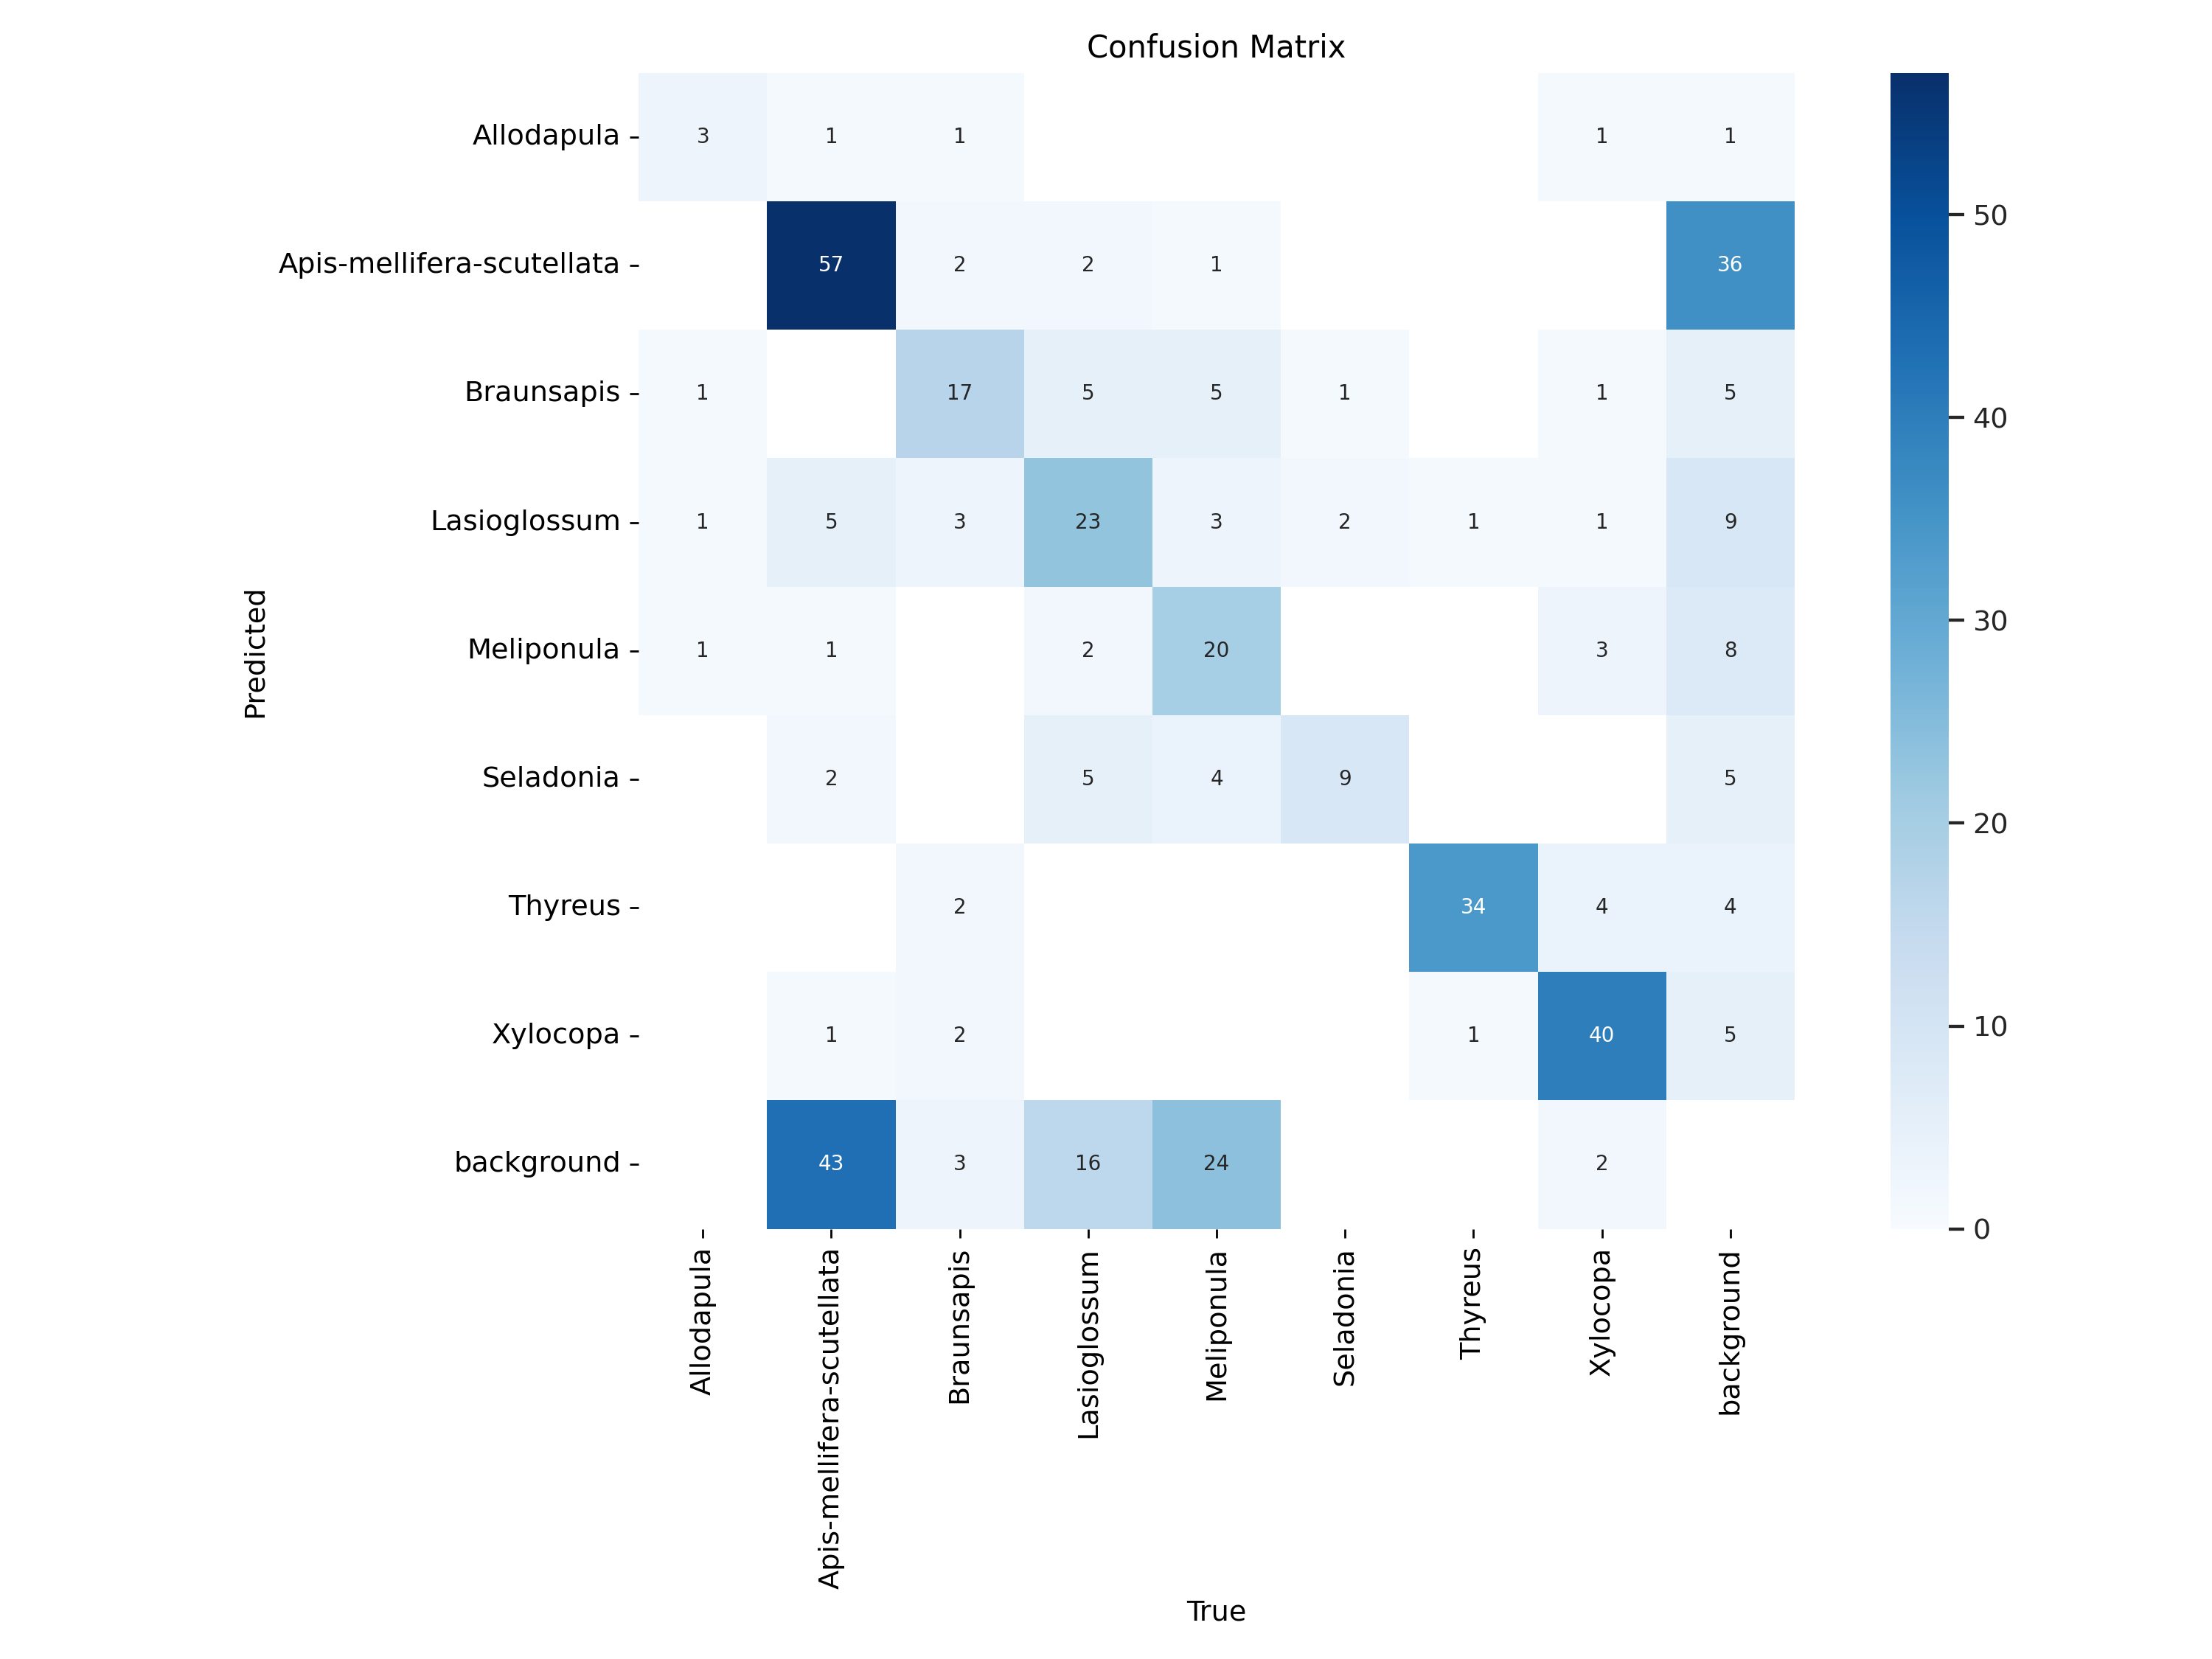 Confusion Matrix
Allodapula 3 1 1 1 1
Apis-mellifera-scutellata 57 2 2 1 36
Braunsapis 1 17 5 5 1 1 5
Lasioglossum 1 5 3 23 3 2 1 1 9
Meliponula 1 1 2 20 3 8
Seladonia 2 5 4 9 5
Thyreus 2 34 4 4
Xylocopa 1 2 1 40 5
background 43 3 16 24 2
Predicted
Allodapula
Apis-mellifera-scutellata
Braunsapis
Lasioglossum
Meliponula
Seladonia
Thyreus
Xylocopa
background
True
50
40
30
20
10
0